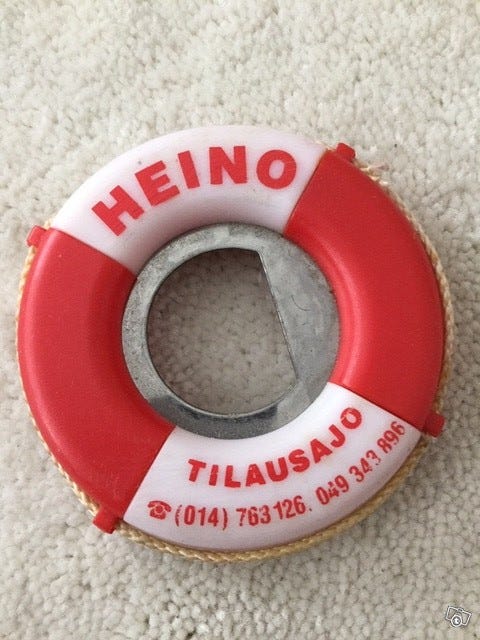 HEINO
TILAUSAJO
☎ (014) 763 126, 049 343 896